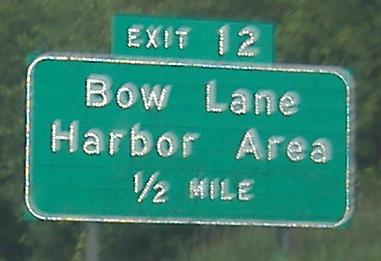 EXIT 12
Bow Lane
Harbor Area
1/2 MILE